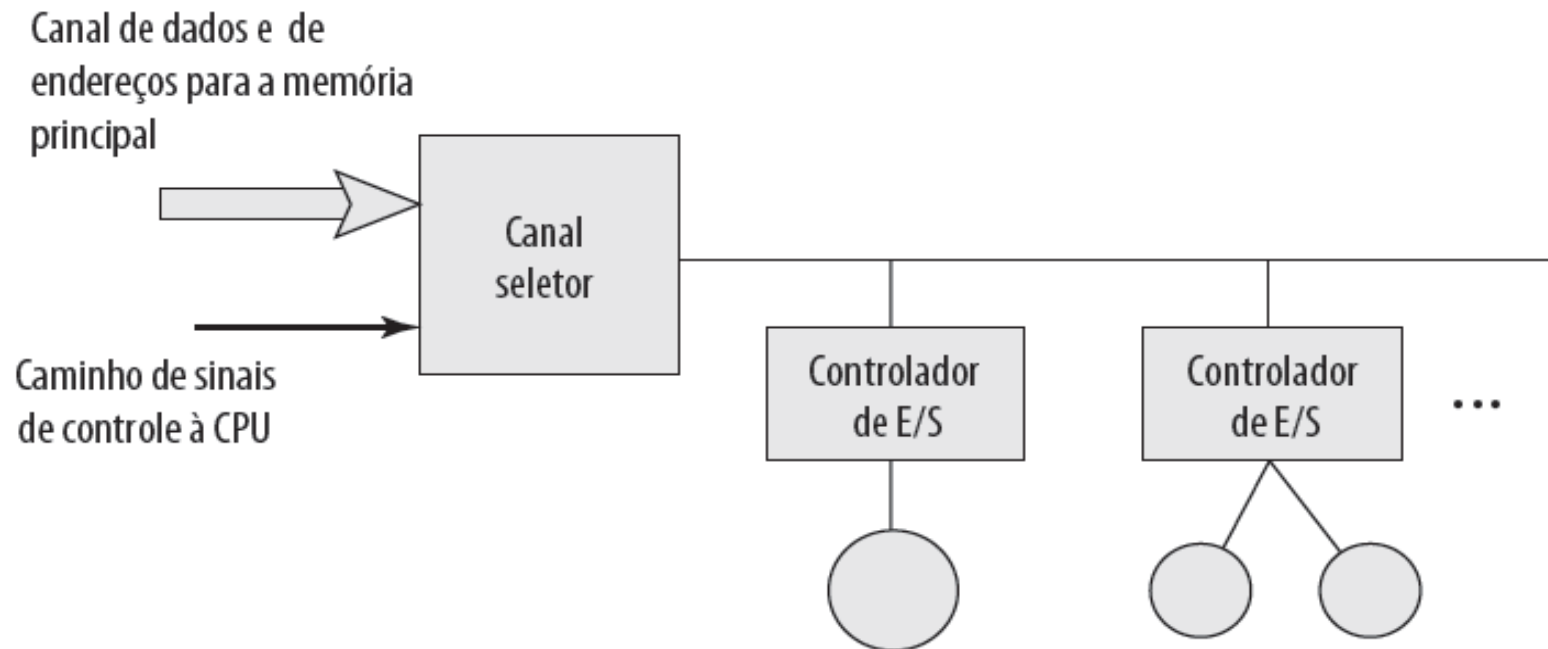 Canal de dados e de
endereços para a memória
principal
Canal
seletor
Caminho de sinais
de controle à CPU
Controlador
de E/S
Controlador
de E/S
...